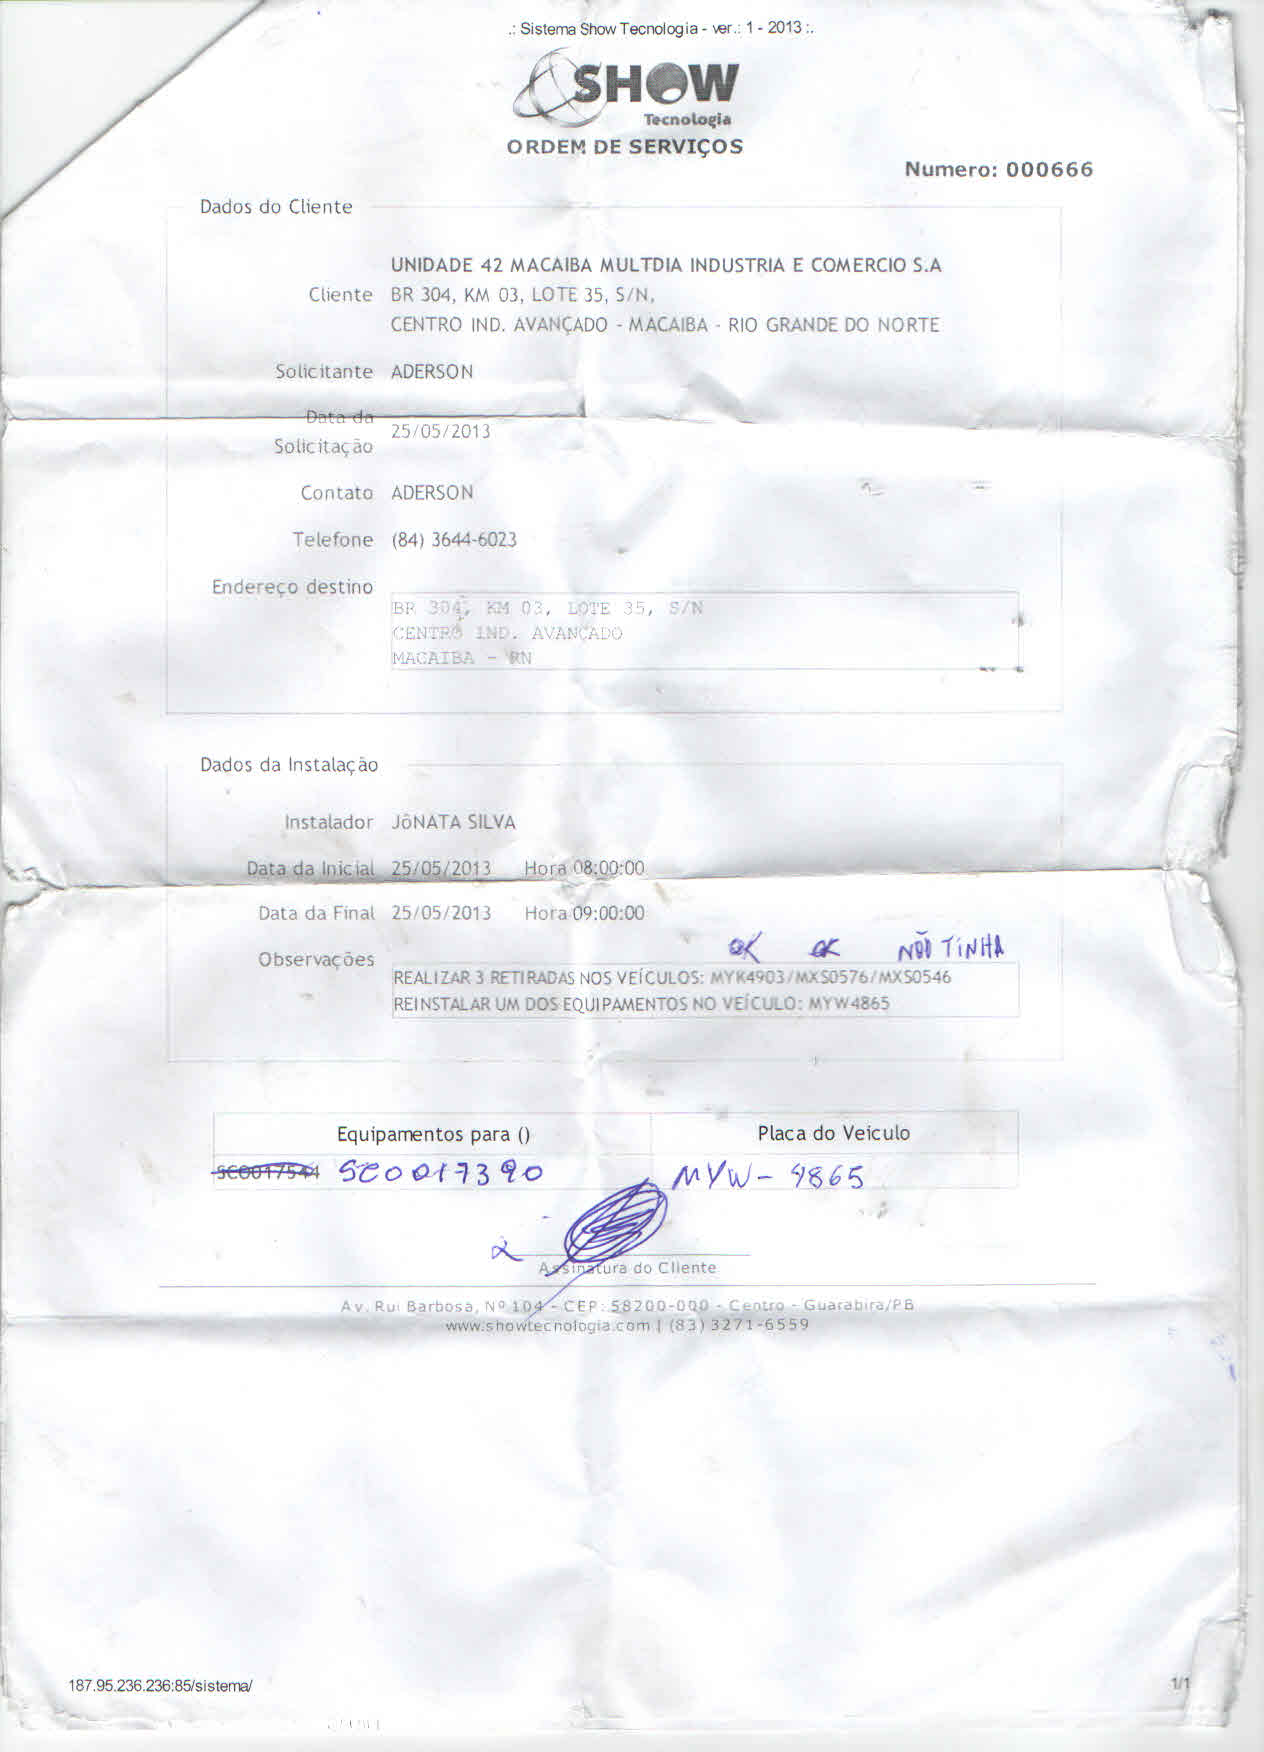 .: Sistema Show Tecnologia - ver.: 1 - 2013 :.
SHOW
Tecnologia
ORDEM DE SERVIÇOS
Numero: 000666
Dados do Cliente
UNIDADE 42 MACAIBA MULTDIA INDUSTRIA E COMERCIO S.A
Cliente BR 304, KM 03, LOTE 35, S/N,
CENTRO IND. AVANÇADO - MACAIBA - RIO GRANDE DO NORTE
Solicitante ADERSON
Data da
Solicitação 25/05/2013
Contato ADERSON
Telefone (84) 3644-6023
Endereço destino
BR 304, KM 03, LOTE 35, S/N
CENTRO IND. AVANÇADO
MACAIBA - RN
Dados da Instalação
Instalador JÔNATA SILVA
Data da Inicial 25/05/2013 Hora 08:00:00
Data da Final 25/05/2013 Hora 09:00:00
OK OK NÃO TINHA
Observações
REALIZAR 3 RETIRADAS NOS VEÍCULOS: MYK4903/MXS0576/MXS0546
REINSTALAR UM DOS EQUIPAMENTOS NO VEÍCULO: MYW4865
Equipamentos para () Placa do Veiculo
SC0017544 SC0017390 MYW-4865
Assinatura do Cliente
Av. Rui Barbosa, Nº 104 - CEP: 58200-000 - Centro - Guarabira/PB
www.showtecnologia.com | (83) 3271-6559
187.95.236.236:85/sistema/ 1/1